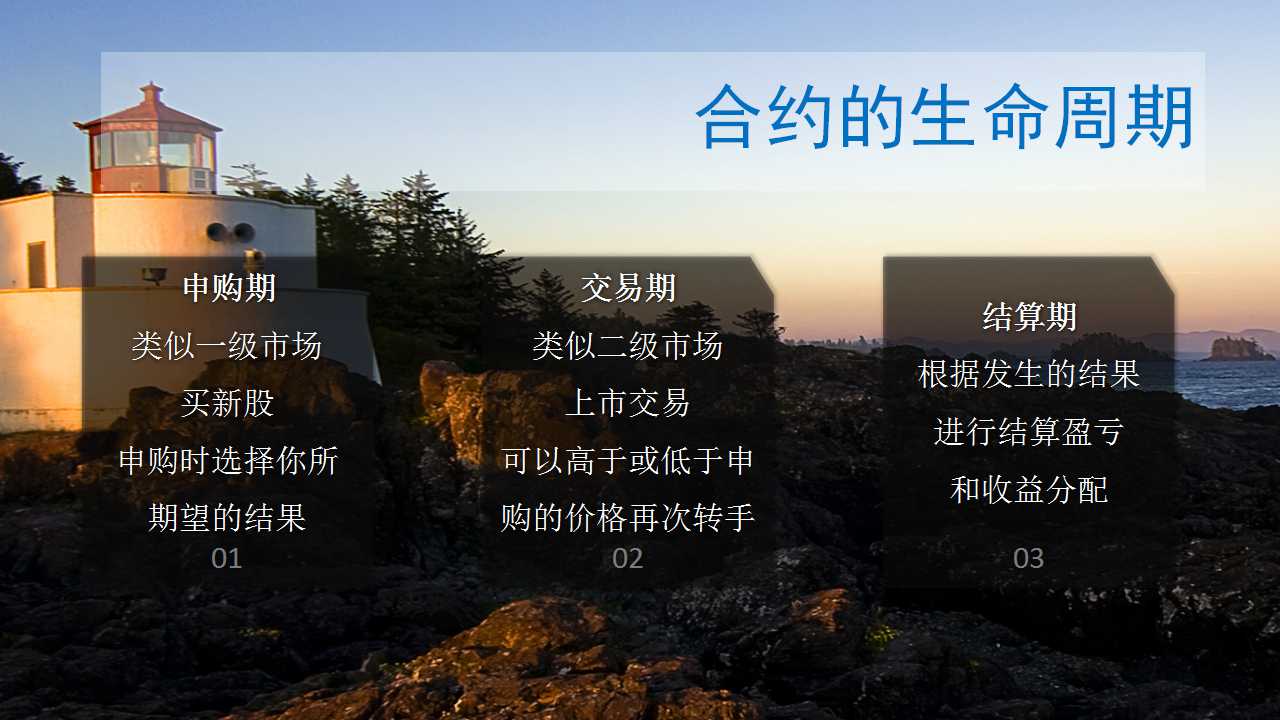 合约的生命周期
申购期
类似一级市场
买新股
申购时选择你所
期望的结果
01
交易期
类似二级市场
上市交易
可以高于或低于申
购的价格再次转手
02
结算期
根据发生的结果
进行结算盈亏
和收益分配
03